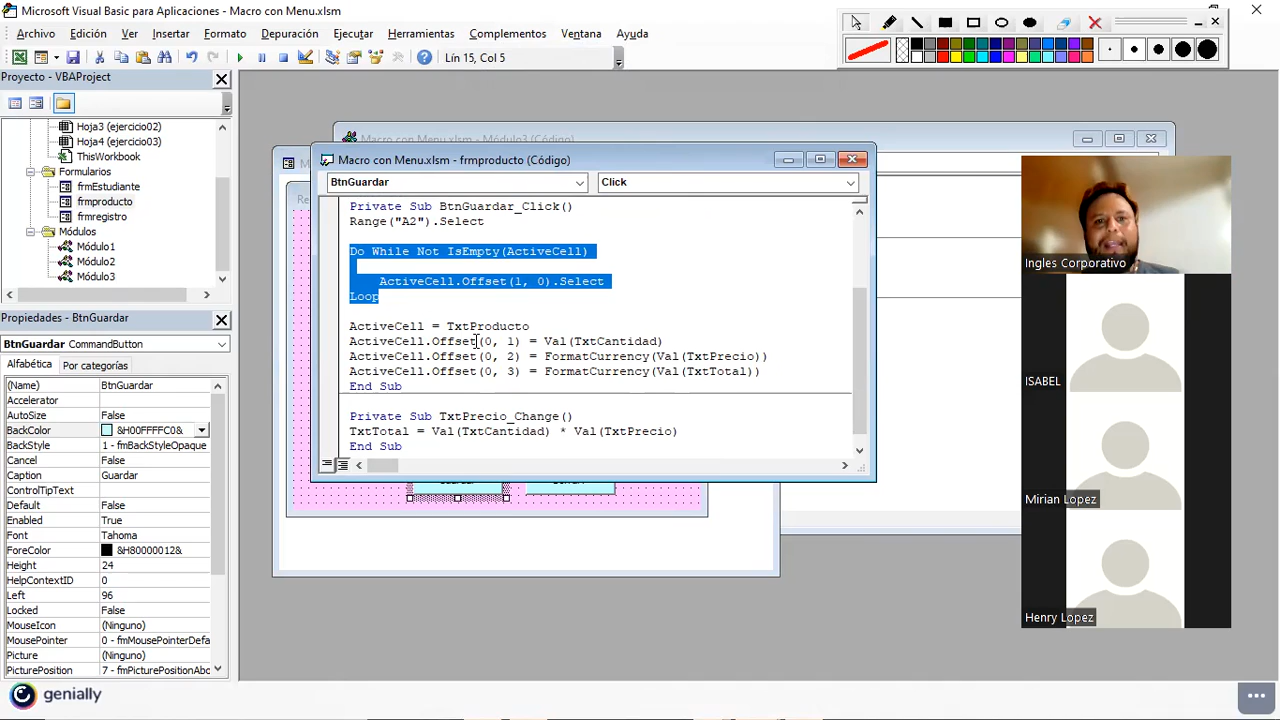 Microsoft Visual Basic para Aplicaciones - Macro con Menu.xlsm
Archivo Edición Ver Insertar Formato Depuración Ejecutar Herramientas Complementos Ventana Ayuda
Lín 15, Col 5
Proyecto - VBAProject
Hoja3 (ejercicio02)
Hoja4 (ejercicio03)
ThisWorkbook
Formularios
frmEstudiante
frmproducto
frmregistro
Módulos
Módulo1
Módulo2
Módulo3
Propiedades - BtnGuardar
BtnGuardar CommandButton
Alfabética Por categorías
(Name) BtnGuardar
Accelerator
AutoSize False
BackColor &H00FFFFC0&
BackStyle 1 - fmBackStyleOpaque
Cancel False
Caption Guardar
ControlTipText
Default False
Enabled True
Font Tahoma
ForeColor &H80000012&
Height 24
HelpContextID 0
Left 96
Locked False
MouseIcon (Ninguno)
MousePointer 0 - fmMousePointerDefa
Picture (Ninguno)
PicturePosition 7 - fmPicturePositionAbo
Macro con Menu.xlsm - Módulo3 (Código)
Macro con Menu.xlsm - frmproducto (Código)
BtnGuardar Click
Private Sub BtnGuardar_Click()
Range("A2").Select
Do While Not IsEmpty(ActiveCell)
ActiveCell.Offset(1, 0).Select
Loop
ActiveCell = TxtProducto
ActiveCell.Offset(0, 1) = Val(TxtCantidad)
ActiveCell.Offset(0, 2) = FormatCurrency(Val(TxtPrecio))
ActiveCell.Offset(0, 3) = FormatCurrency(Val(TxtTotal))
End Sub
Private Sub TxtPrecio_Change()
TxtTotal = Val(TxtCantidad) * Val(TxtPrecio)
End Sub
Ingles Corporativo
ISABEL
Mirian Lopez
Henry Lopez
genially